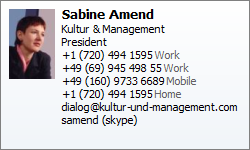 Sabine Amend
Kultur & Management
President
+1 (720) 494 1595 Work
+49 (69) 945 498 55 Work
+49 (160) 9733 6689 Mobile
+1 (720) 494 1595 Home
dialog@kultur-und-management.com
samend (skype)